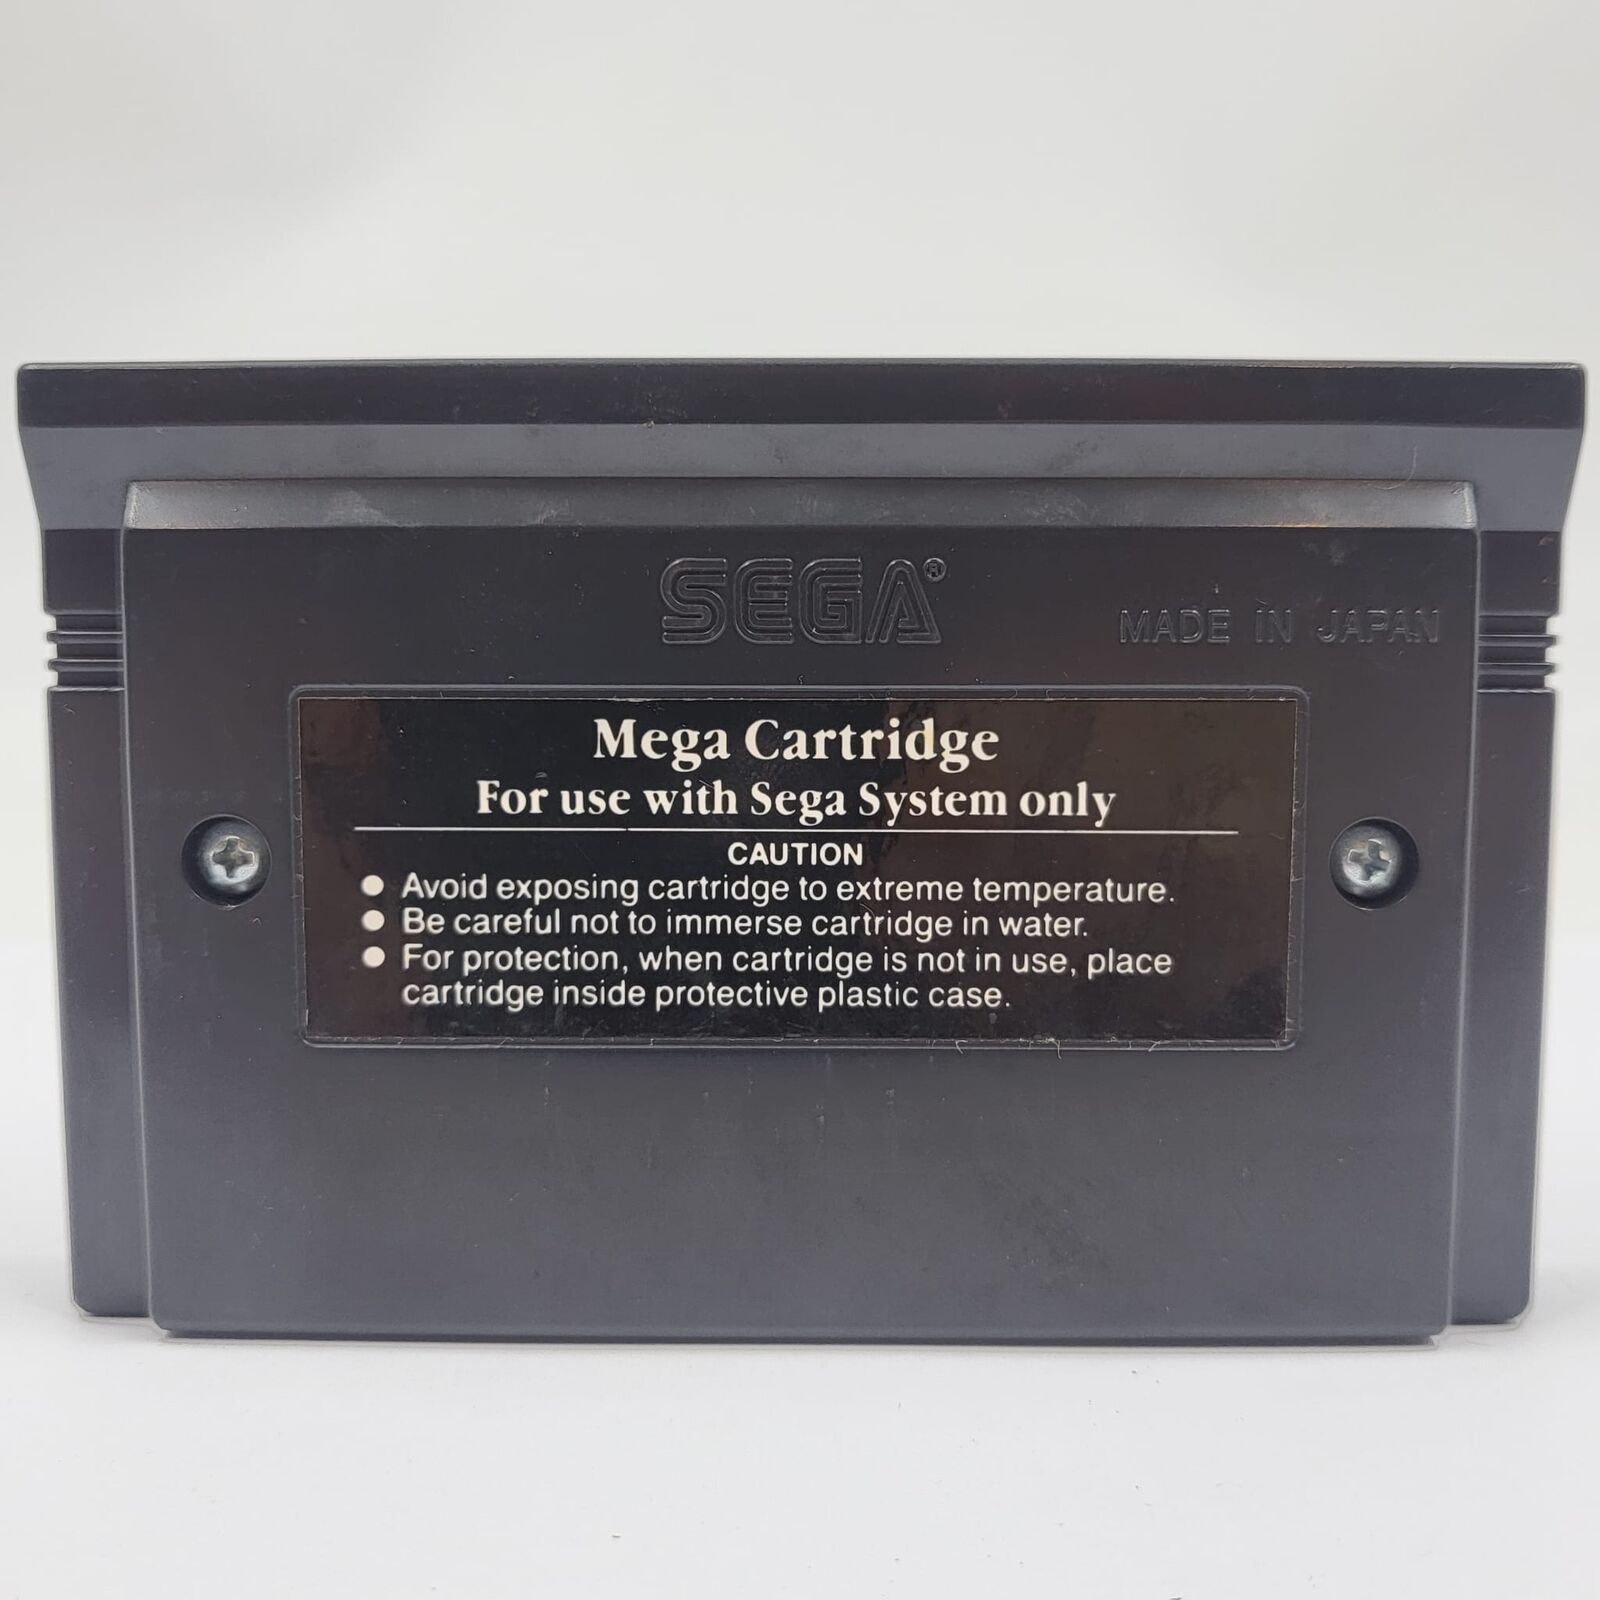 SEGA®
MADE IN JAPAN
Mega Cartridge
For use with Sega System only
CAUTION
● Avoid exposing cartridge to extreme temperature.
● Be careful not to immerse cartridge in water.
● For protection, when cartridge is not in use, place
cartridge inside protective plastic case.